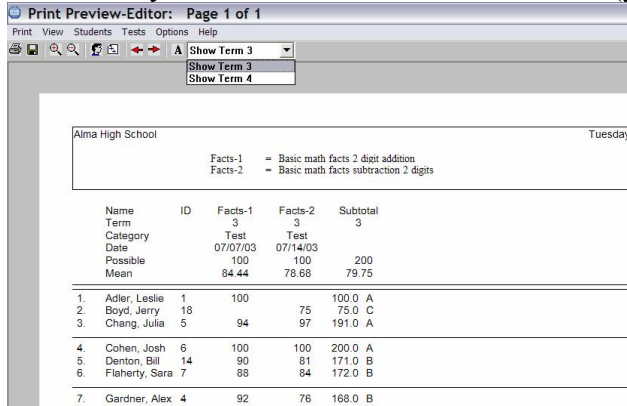 Print Preview-Editor: Page 1 of 1
Print View Students Tests Options Help
A Show Term 3
Show Term 3
Show Term 4
Alma High School Tuesday
Facts-1 = Basic math facts 2 digit addition
Facts-2 = Basic math facts subtraction 2 digits
Name ID Facts-1 Facts-2 Subtotal
Term 3 3 3
Category Test Test
Date 07/07/03 07/14/03
Possible 100 100 200
Mean 84.44 78.68 79.75
1. Adler, Leslie 1 100 100.0 A
2. Boyd, Jerry 18 75 75.0 C
3. Chang, Julia 5 94 97 191.0 A
4. Cohen, Josh 6 100 100 200.0 A
5. Denton, Bill 14 90 81 171.0 B
6. Flaherty, Sara 7 88 84 172.0 B
7. Gardner, Alex 4 92 76 168.0 B